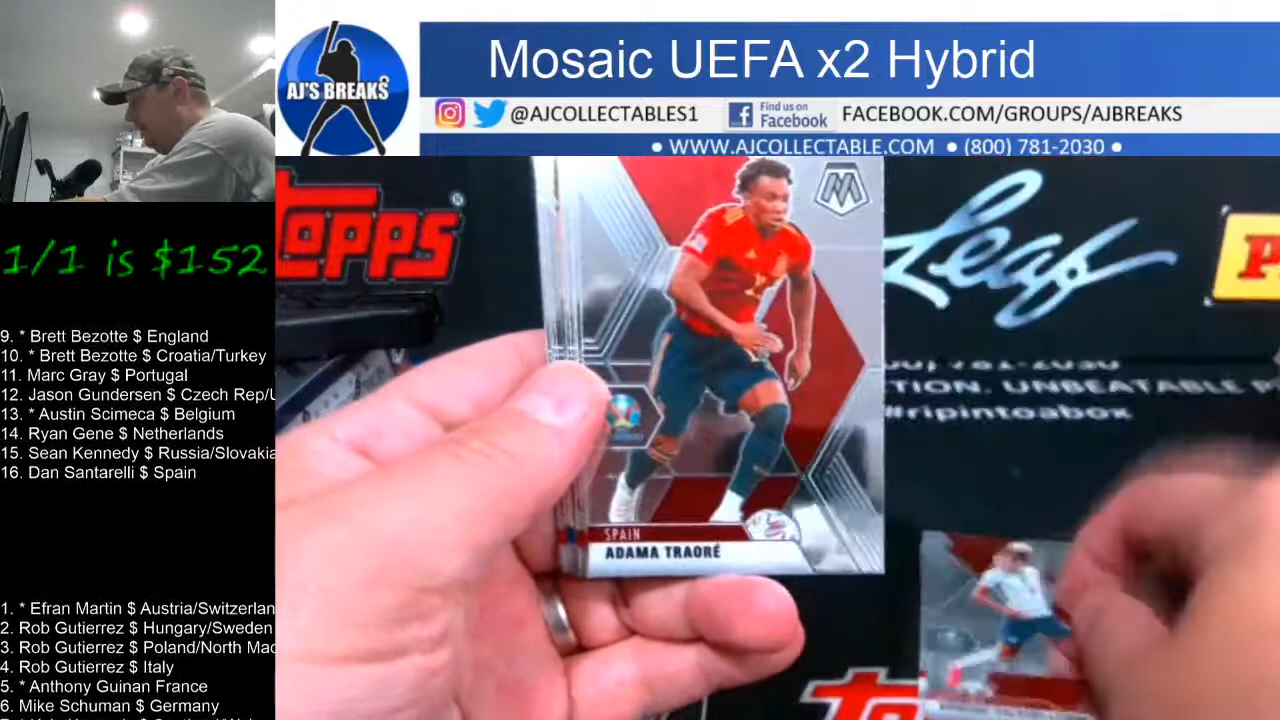 Mosaic UEFA x2 Hybrid
AJ'S BREAKS
@AJCOLLECTABLES1
Find us on
Facebook
FACEBOOK.COM/GROUPS/AJBREAKS
• WWW.AJCOLLECTABLE.COM • (800) 781-2030 •
1/1 is $152
9. * Brett Bezotte $ England
10. * Brett Bezotte $ Croatia/Turkey
11. Marc Gray $ Portugal
12. Jason Gundersen $ Czech Rep/U
13. * Austin Scimeca $ Belgium
14. Ryan Gene $ Netherlands
15. Sean Kennedy $ Russia/Slovakia
16. Dan Santarelli $ Spain
1. * Efran Martin $ Austria/Switzerlan
2. Rob Gutierrez $ Hungary/Sweden
3. Rob Gutierrez $ Poland/North Mac
4. Rob Gutierrez $ Italy
5. * Anthony Guinan France
6. Mike Schuman $ Germany
topps
®
Leaf
P
M
SPAIN
ADAMA TRAORÉ
TION. UNBEATABLE P
#ripintoabox